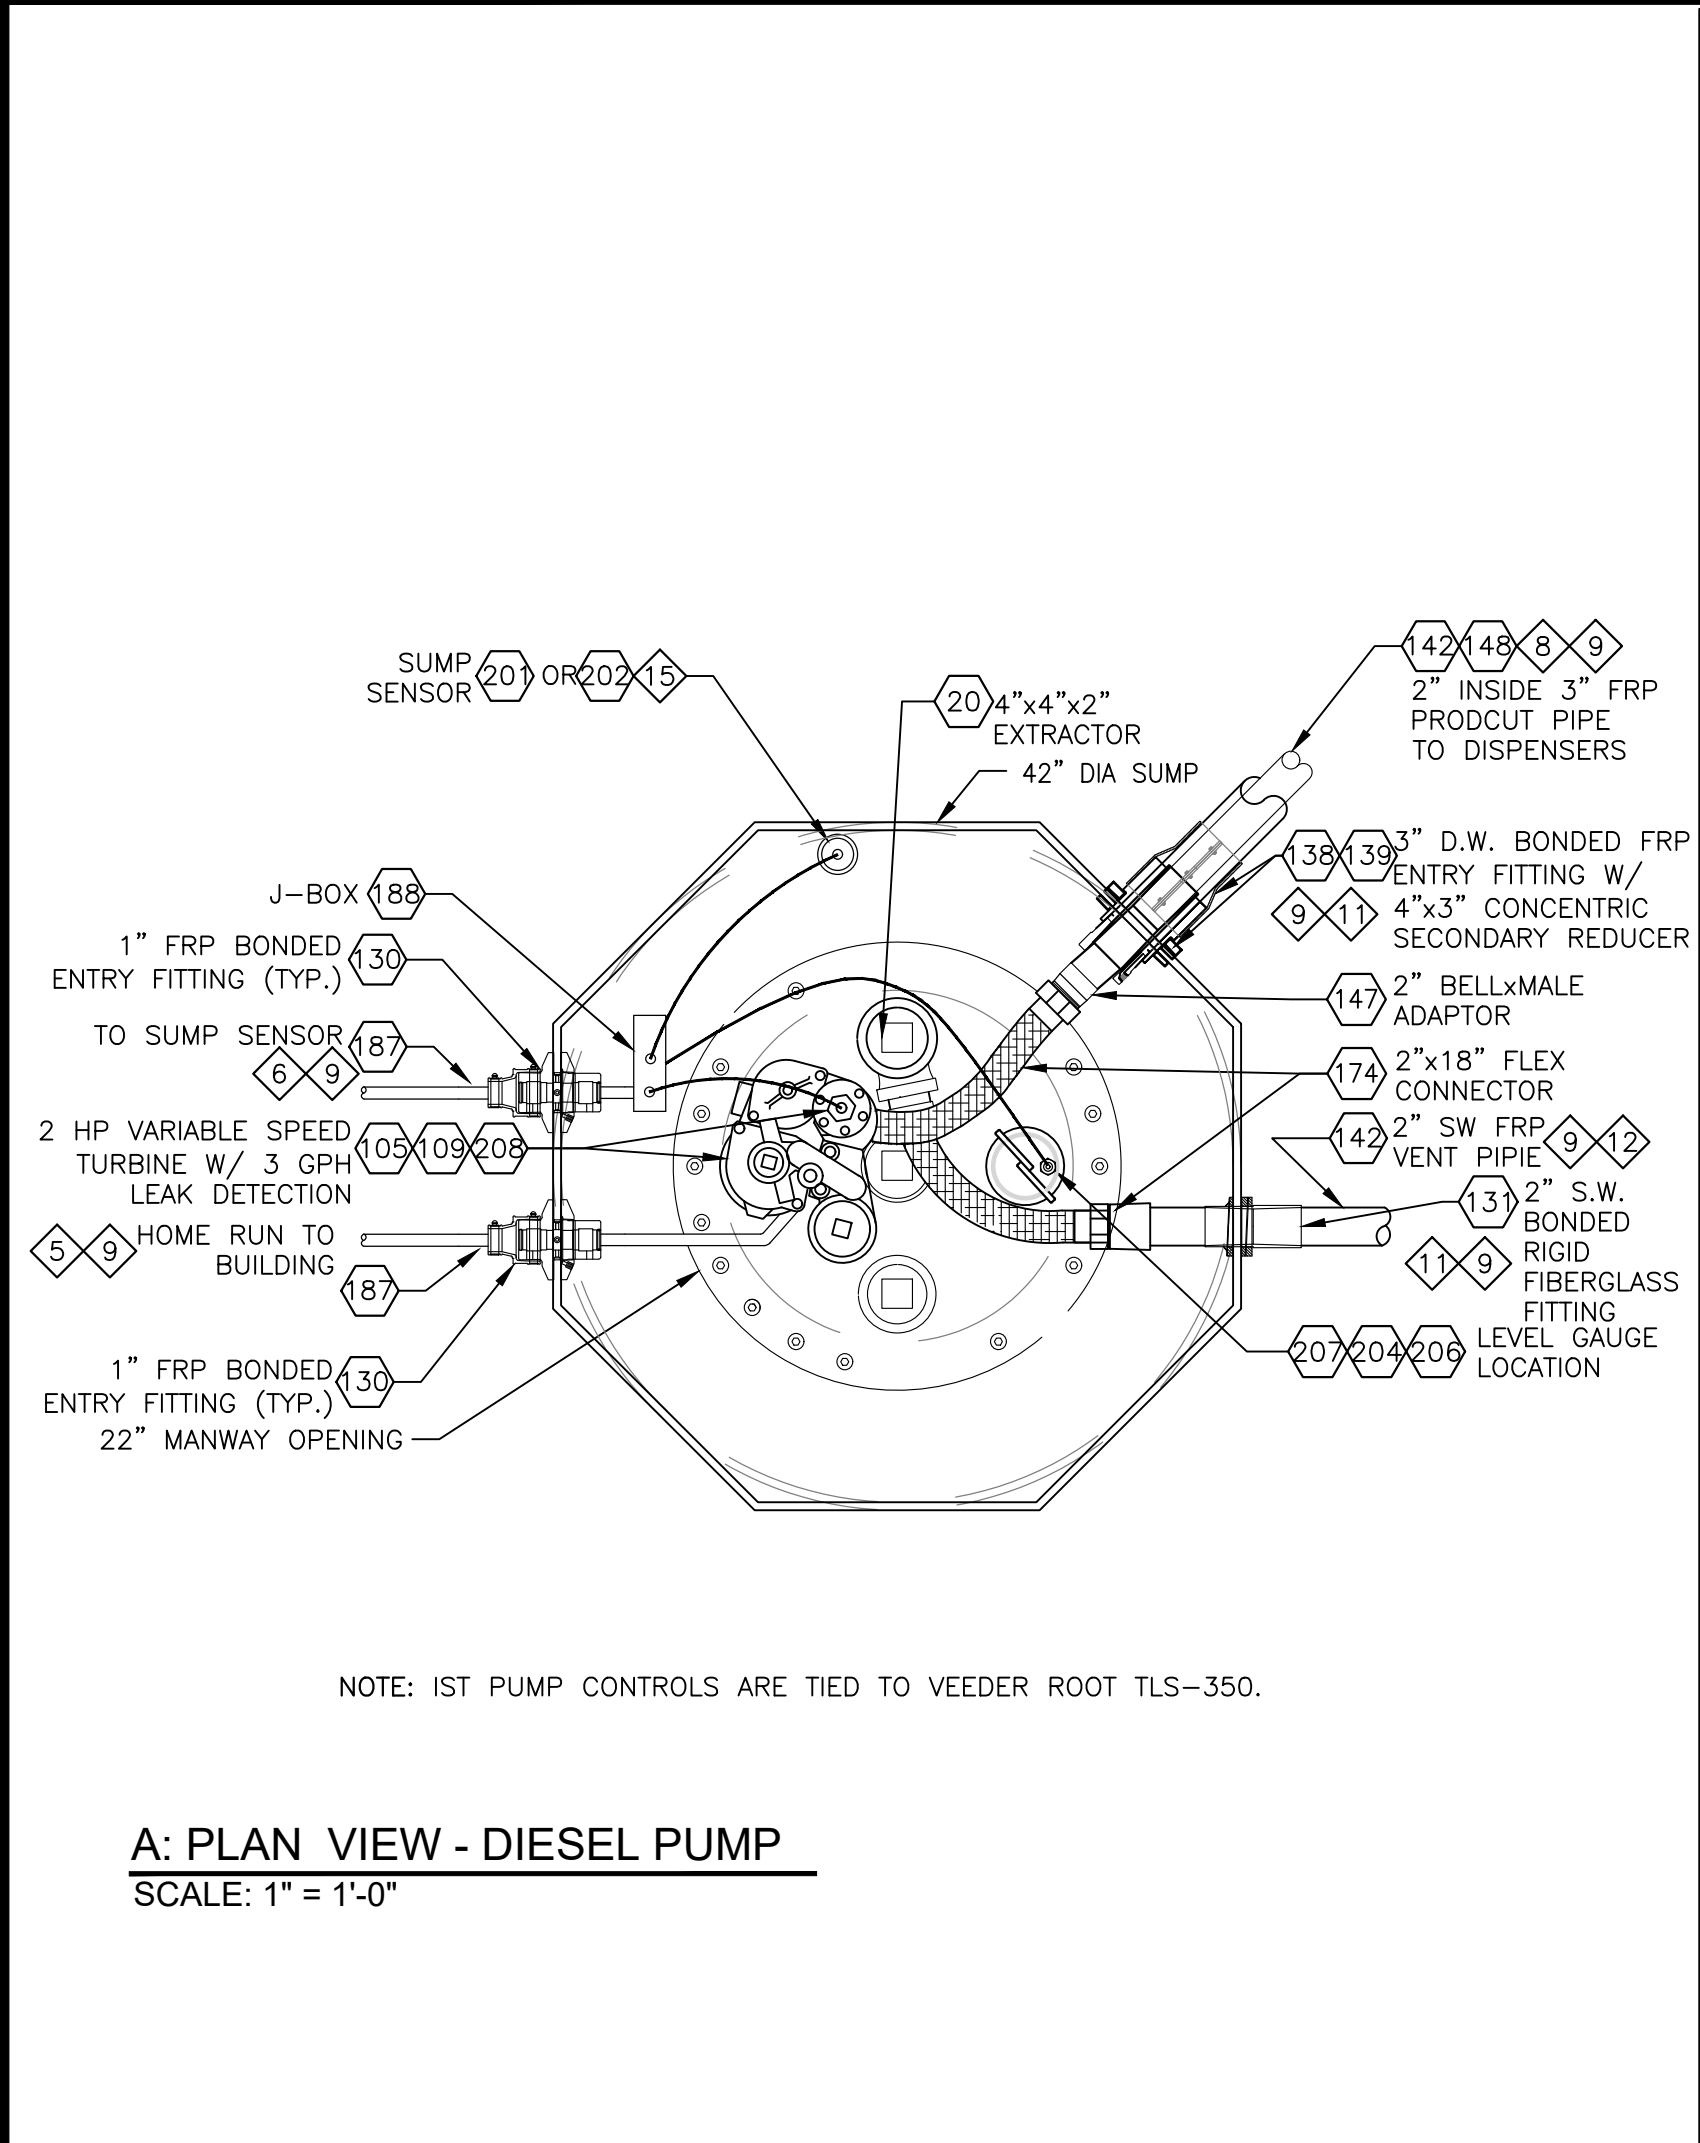 142 148 8 9
2” INSIDE 3” FRP
PRODCUT PIPE
TO DISPENSERS
SUMP
SENSOR 201 OR 202 15
20 4”x4”x2”
EXTRACTOR
42” DIA SUMP
138 139 3” D.W. BONDED FRP
ENTRY FITTING W/
9 11 4”x3” CONCENTRIC
SECONDARY REDUCER
J-BOX 188
1” FRP BONDED
ENTRY FITTING (TYP.) 130
147 2” BELLxMALE
ADAPTOR
TO SUMP SENSOR 187
6 9
174 2”x18” FLEX
CONNECTOR
2 HP VARIABLE SPEED
TURBINE W/ 3 GPH
LEAK DETECTION
105 109 208
142 2” SW FRP
VENT PIPIE 9 12
131 2” S.W.
BONDED
RIGID
FIBERGLASS
FITTING
11 9
5 9 HOME RUN TO
BUILDING
187
207 204 206 LEVEL GAUGE
LOCATION
1” FRP BONDED
ENTRY FITTING (TYP.) 130
22” MANWAY OPENING
NOTE: IST PUMP CONTROLS ARE TIED TO VEEDER ROOT TLS-350.
A: PLAN VIEW - DIESEL PUMP
SCALE: 1" = 1'-0"